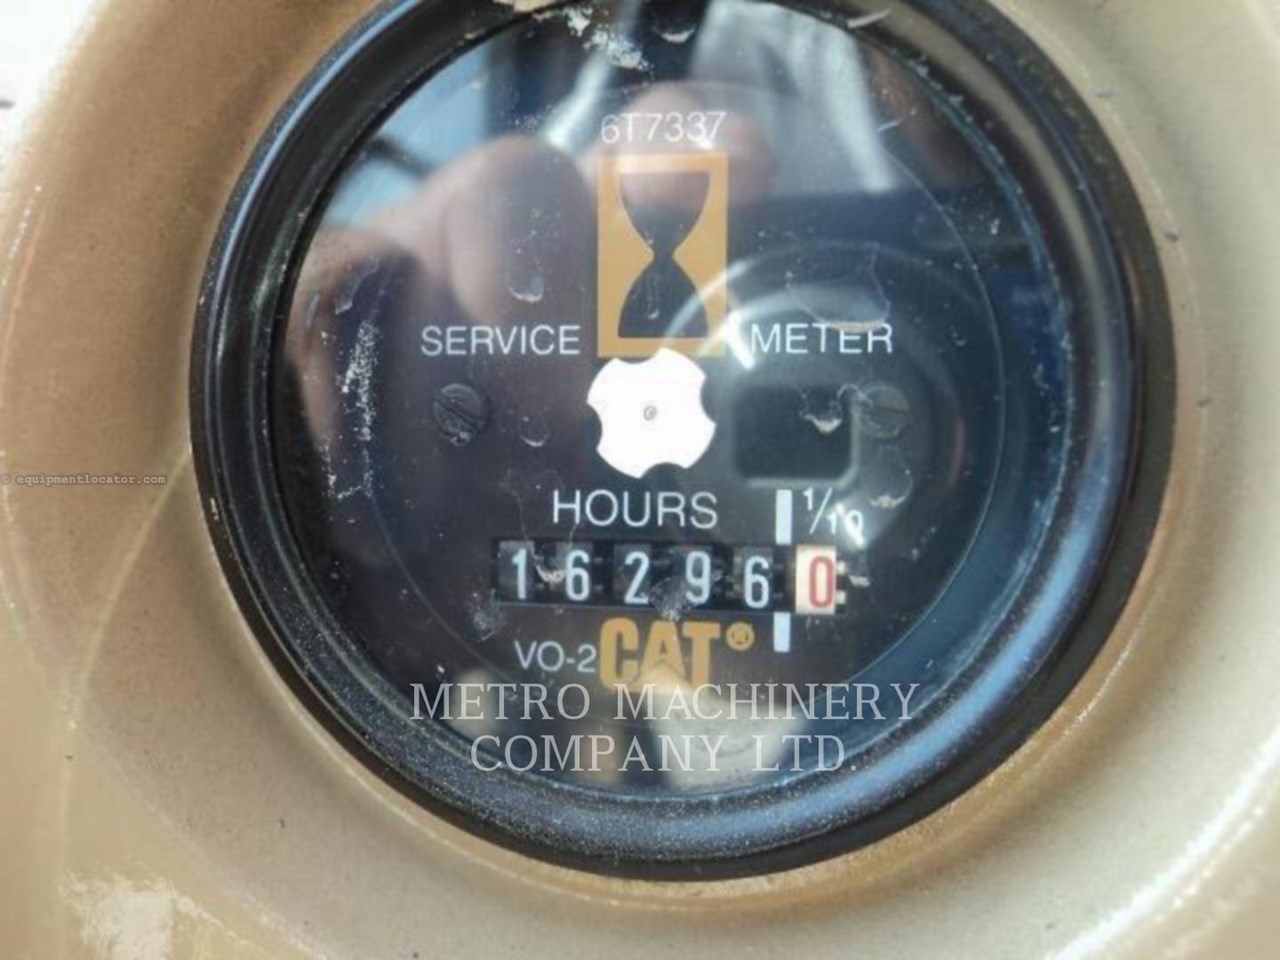 6T7337
SERVICE METER
© equipmentlocator.com
HOURS 1/10
162960
VO-2 CAT®
METRO MACHINERY
COMPANY LTD.